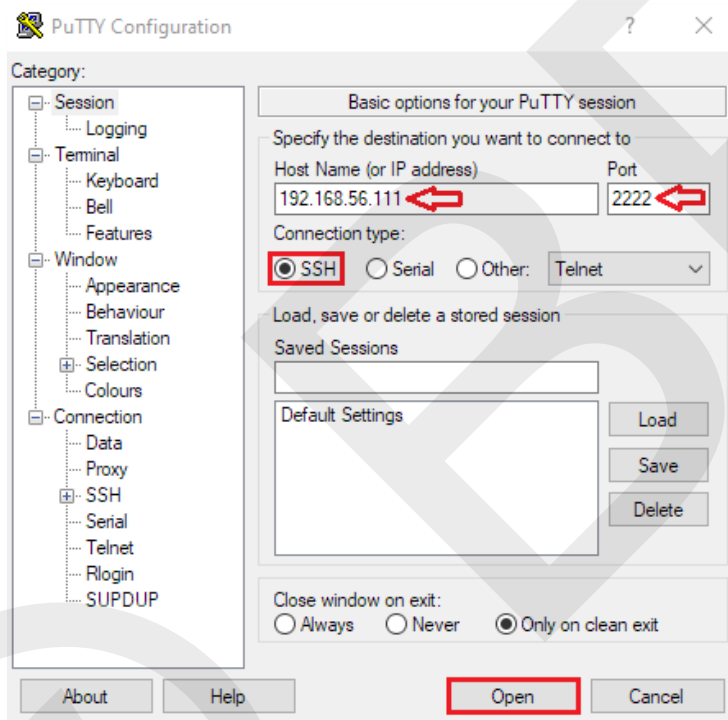 PuTTY Configuration
?
Category:
Session
Logging
Terminal
Keyboard
Bell
Features
Window
Appearance
Behaviour
Translation
Selection
Colours
Connection
Data
Proxy
SSH
Serial
Telnet
Rlogin
SUPDUP
Basic options for your PuTTY session
Specify the destination you want to connect to
Host Name (or IP address) Port
192.168.56.111 2222
Connection type:
SSH Serial Other: Telnet
Load, save or delete a stored session
Saved Sessions
Default Settings
Load
Save
Delete
Close window on exit:
Always Never Only on clean exit
About Help Open Cancel